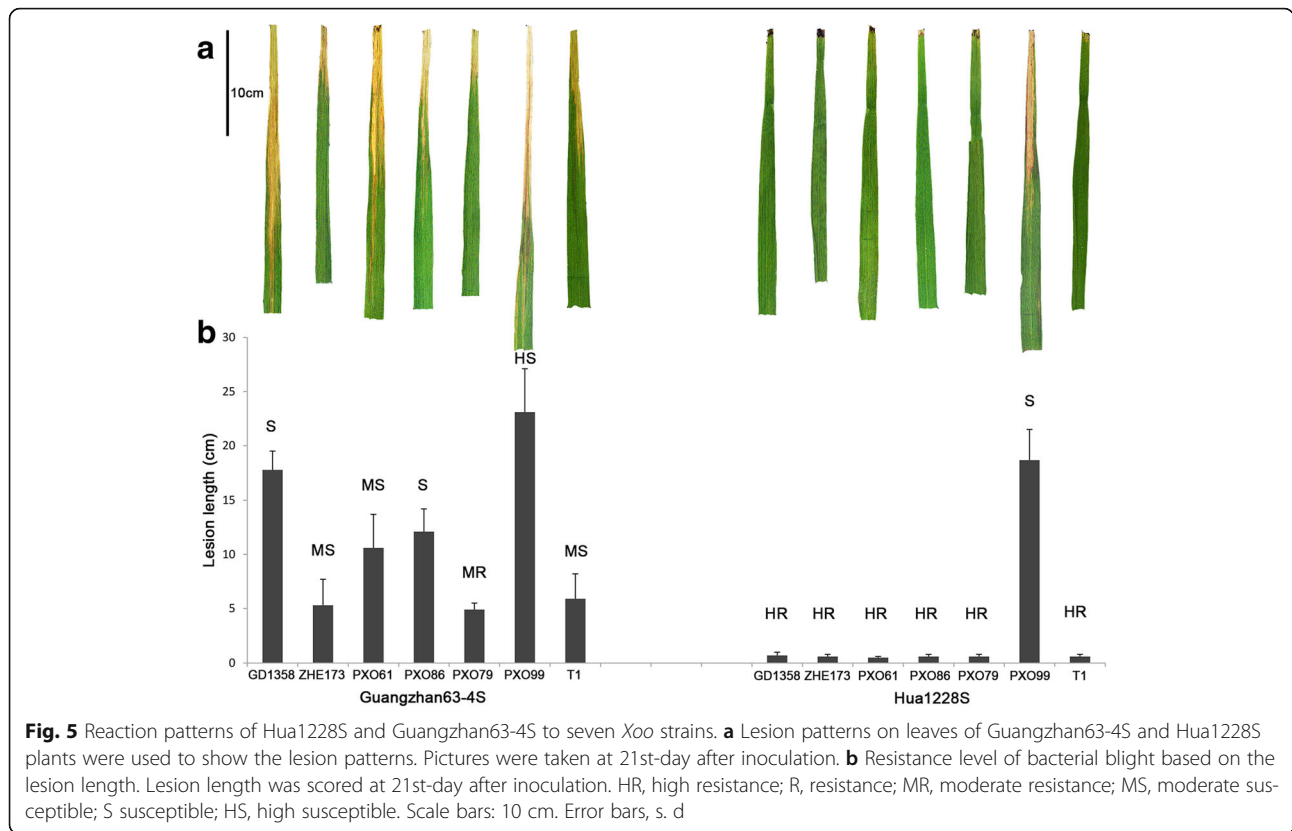 a
10cm
b
30
25
20
15
10
5
0
Lesion length (cm)
S
MS
MS
S
MR
HS
MS
HR
HR
HR
HR
HR
S
HR
GD1358 ZHE173 PXO61 PXO86 PXO79 PXO99 T1
GD1358 ZHE173 PXO61 PXO86 PXO79 PXO99 T1
Guangzhan63-4S
Hua1228S
Fig. 5 Reaction patterns of Hua1228S and Guangzhan63-4S to seven Xoo strains. a Lesion patterns on leaves of Guangzhan63-4S and Hua1228S
plants were used to show the lesion patterns. Pictures were taken at 21st-day after inoculation. b Resistance level of bacterial blight based on the
lesion length. Lesion length was scored at 21st-day after inoculation. HR, high resistance; R, resistance; MR, moderate resistance; MS, moderate sus-
ceptible; S susceptible; HS, high susceptible. Scale bars: 10 cm. Error bars, s. d